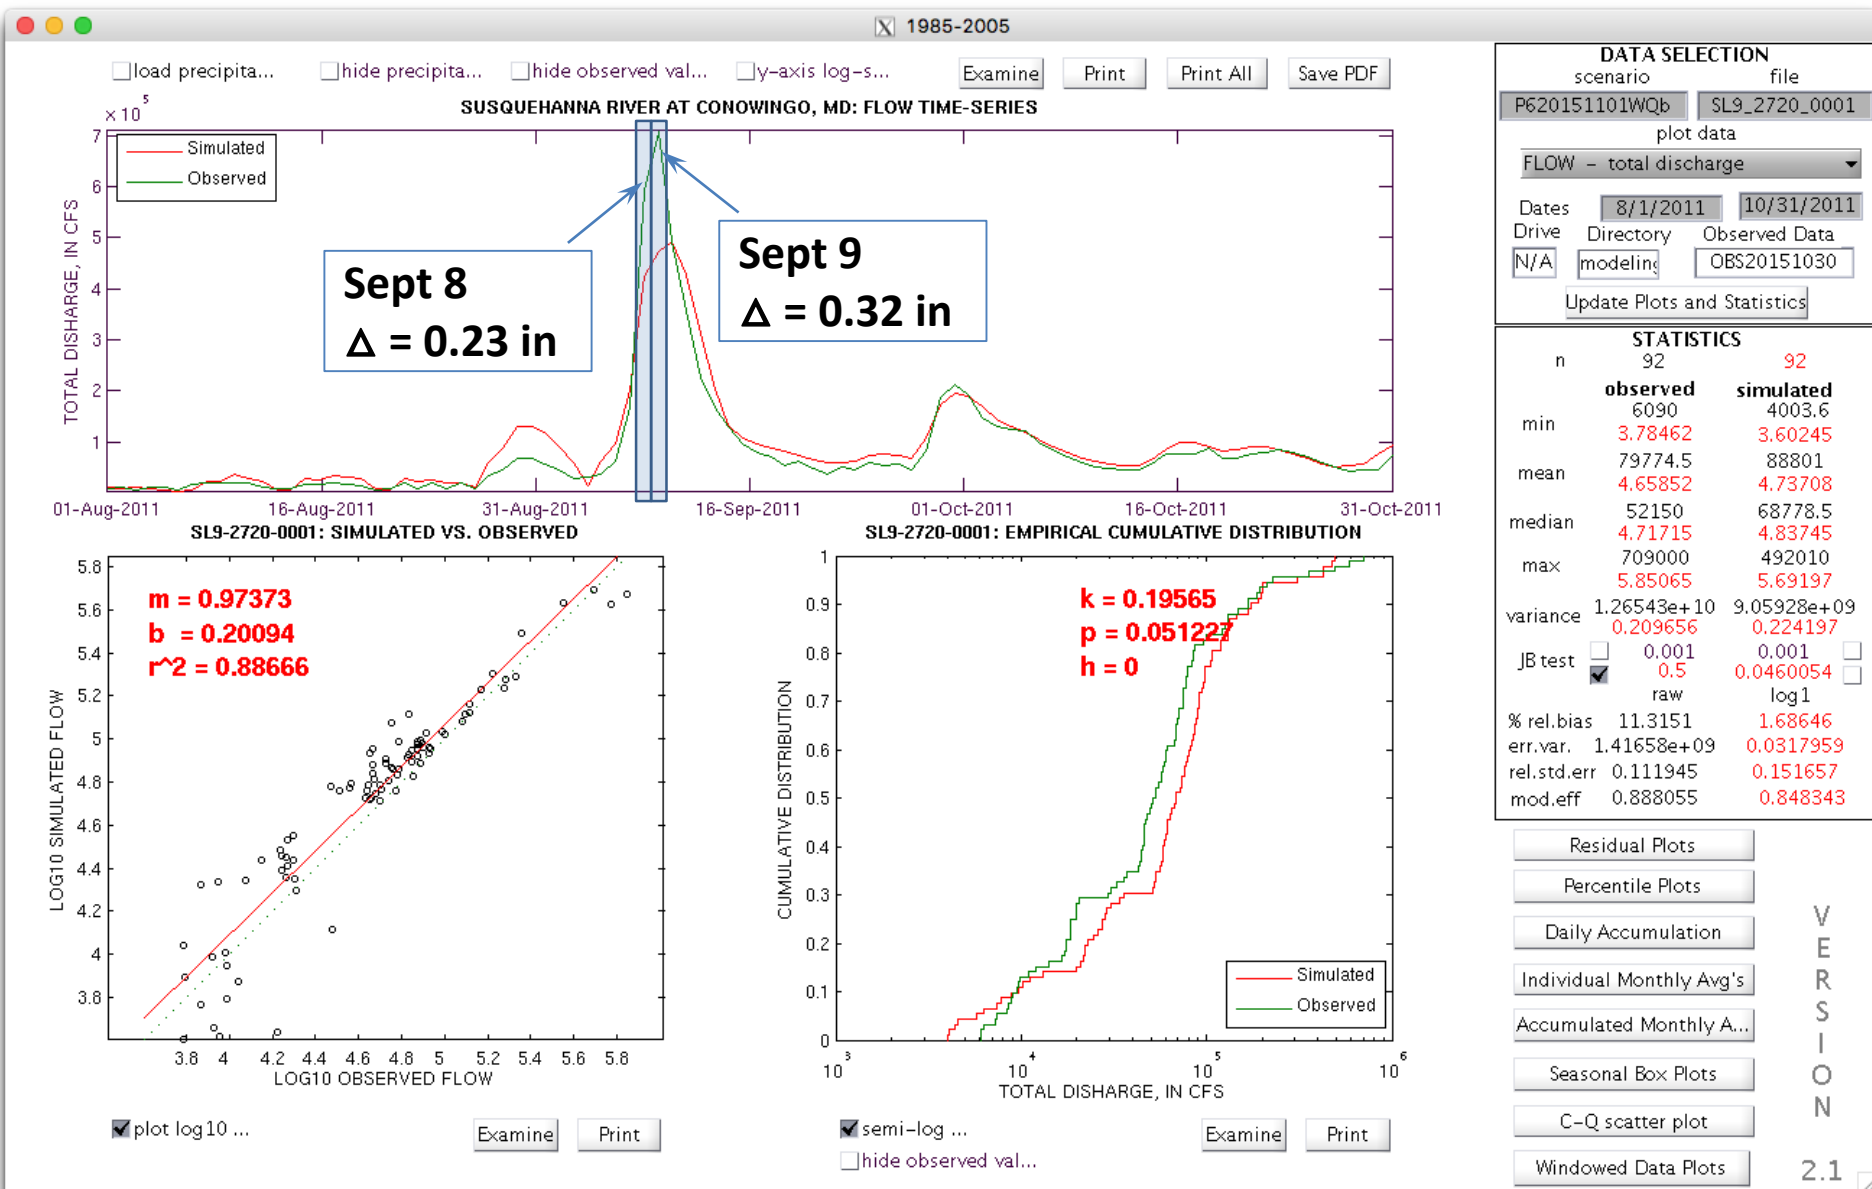 1985-2005
load precipita...
hide precipita...
hide observed val...
y-axis log-s...
Examine
Print
Print All
Save PDF
SUSQUEHANNA RIVER AT CONOWINGO, MD: FLOW TIME-SERIES
× 10^5
TOTAL DISHARGE, IN CFS
7
6
5
4
3
2
1
Simulated
Observed
Sept 8
Δ = 0.23 in
Sept 9
Δ = 0.32 in
01-Aug-2011
16-Aug-2011
31-Aug-2011
16-Sep-2011
01-Oct-2011
16-Oct-2011
31-Oct-2011
SL9-2720-0001: SIMULATED VS. OBSERVED
LOG10 SIMULATED FLOW
5.8
5.6
5.4
5.2
5
4.8
4.6
4.4
4.2
4
3.8
m = 0.97373
b = 0.20094
r^2 = 0.88666
3.8 4 4.2 4.4 4.6 4.8 5 5.2 5.4 5.6 5.8
LOG10 OBSERVED FLOW
plot log10 ...
Examine
Print
SL9-2720-0001: EMPIRICAL CUMULATIVE DISTRIBUTION
CUMULATIVE DISTRIBUTION
1
0.9
0.8
0.7
0.6
0.5
0.4
0.3
0.2
0.1
0
k = 0.19565
p = 0.051227
h = 0
Simulated
Observed
10^3 10^4 10^5 10^6
TOTAL DISHARGE, IN CFS
semi-log ...
hide observed val...
Examine
Print
DATA SELECTION
scenario file
P620151101WQb SL9_2720_0001
plot data
FLOW - total discharge
Dates 8/1/2011 10/31/2011
Drive Directory Observed Data
N/A modeling OBS20151030
Update Plots and Statistics
STATISTICS
n 92 92
observed simulated
min 6090 4003.6
3.78462 3.60245
mean 79774.5 88801
4.65852 4.73708
median 52150 68778.5
4.71715 4.83745
max 709000 492010
5.85065 5.69197
variance 1.26543e+10 9.05928e+09
0.209656 0.224197
JB test 0.001 0.001
0.5 0.0460054
raw log1
% rel.bias 11.3151 1.68646
err.var. 1.41658e+09 0.0317959
rel.std.err 0.111945 0.151657
mod.eff 0.888055 0.848343
Residual Plots
Percentile Plots
Daily Accumulation
Individual Monthly Avg's
Accumulated Monthly A...
Seasonal Box Plots
C-Q scatter plot
Windowed Data Plots
VERSION
2.1